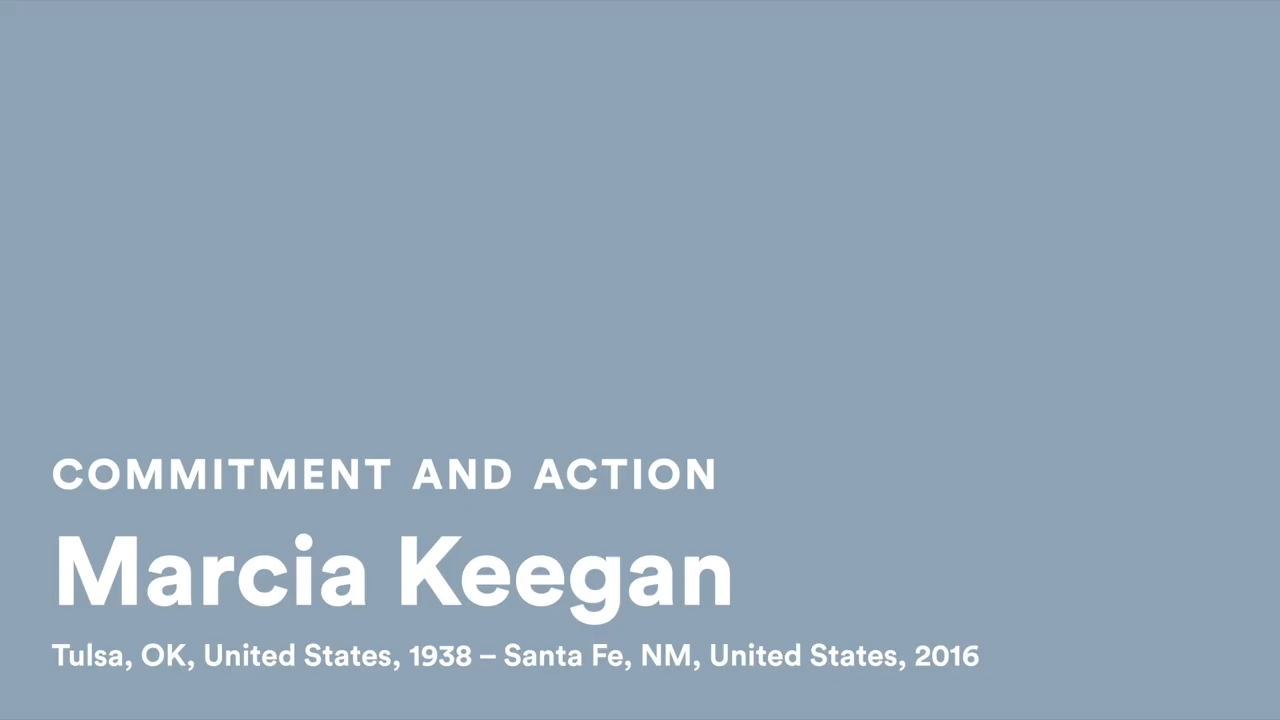 COMMITMENT AND ACTION
Marcia Keegan
Tulsa, OK, United States, 1938 – Santa Fe, NM, United States, 2016